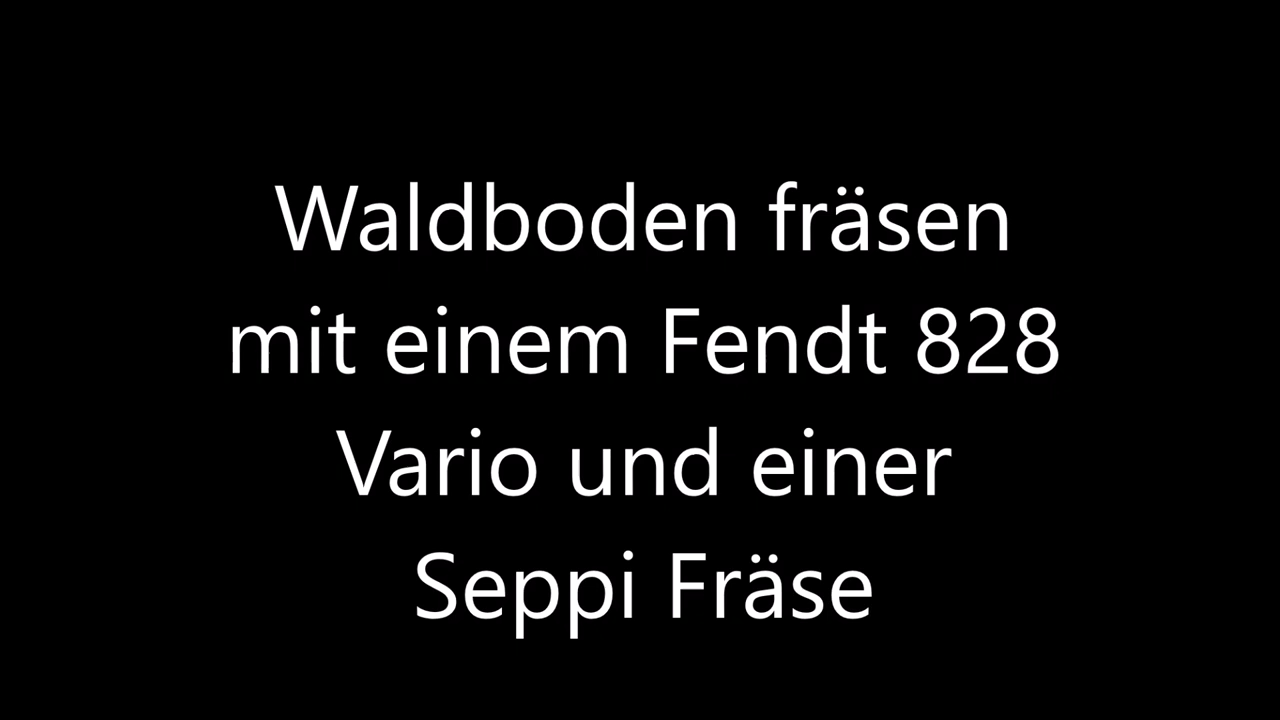 Waldboden fräsen
mit einem Fendt 828
Vario und einer
Seppi Fräse